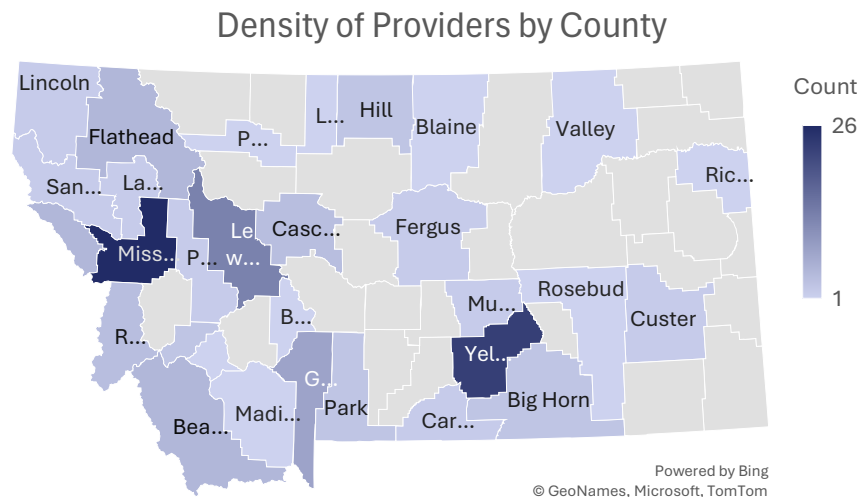 Density of Providers by County
Count
26
1
Lincoln
Flathead
L...
Hill
Blaine
Valley
P...
San...
La...
Ric...
Miss...
P...
Le
w...
Casc...
Fergus
R...
B...
Mu...
Rosebud
Custer
Yel...
G...
Park
Bea...
Madi...
Car...
Big Horn
Powered by Bing
© GeoNames, Microsoft, TomTom